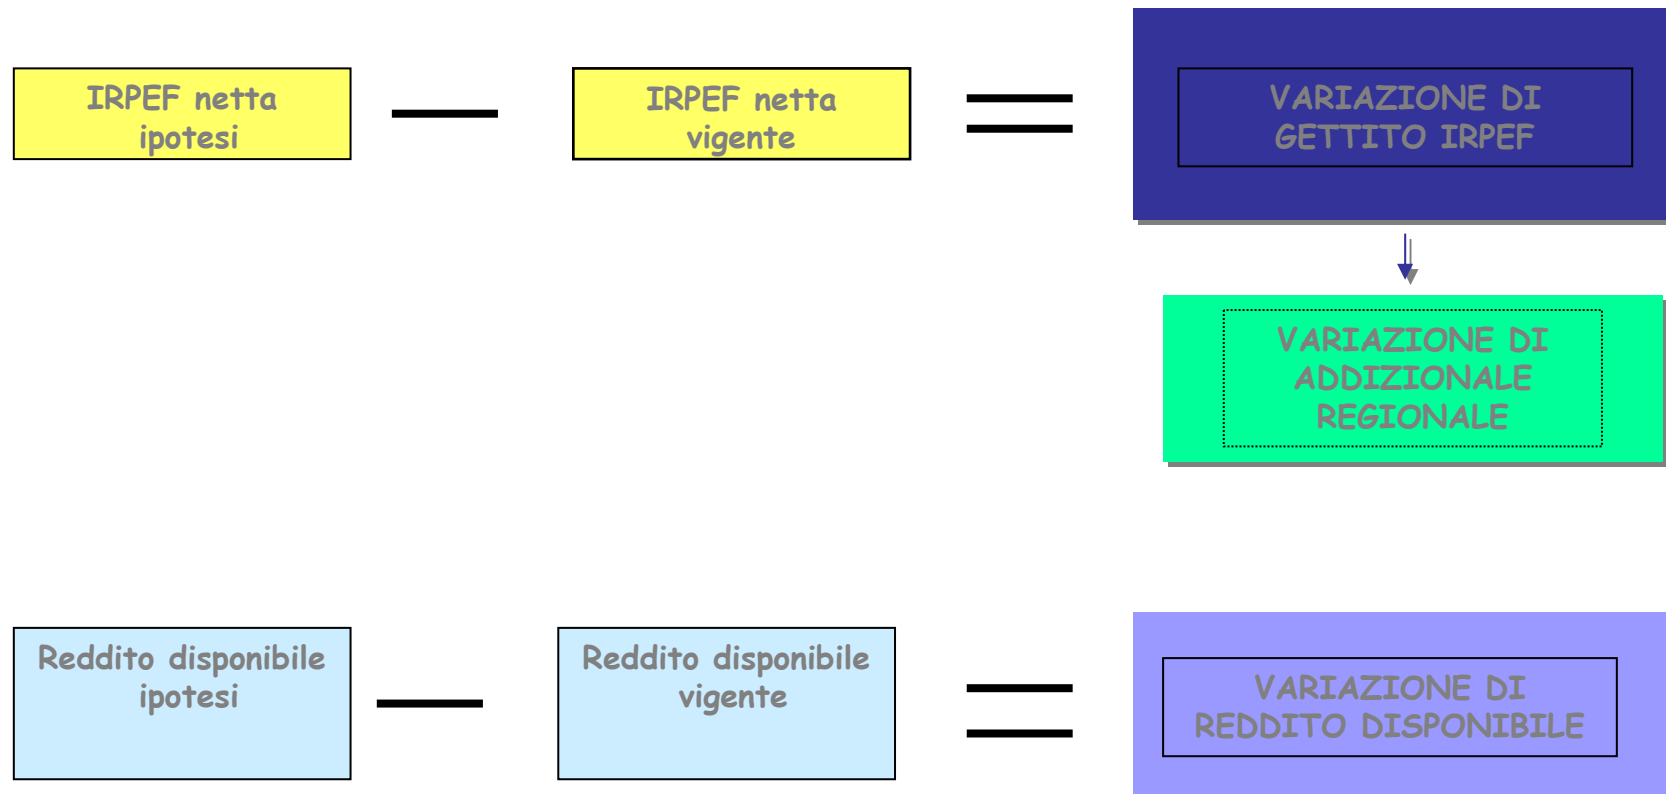 IRPEF netta
ipotesi
IRPEF netta
vigente
VARIAZIONE DI
GETTITO IRPEF
VARIAZIONE DI
ADDIZIONALE
REGIONALE
Reddito disponibile
ipotesi
Reddito disponibile
vigente
VARIAZIONE DI
REDDITO DISPONIBILE